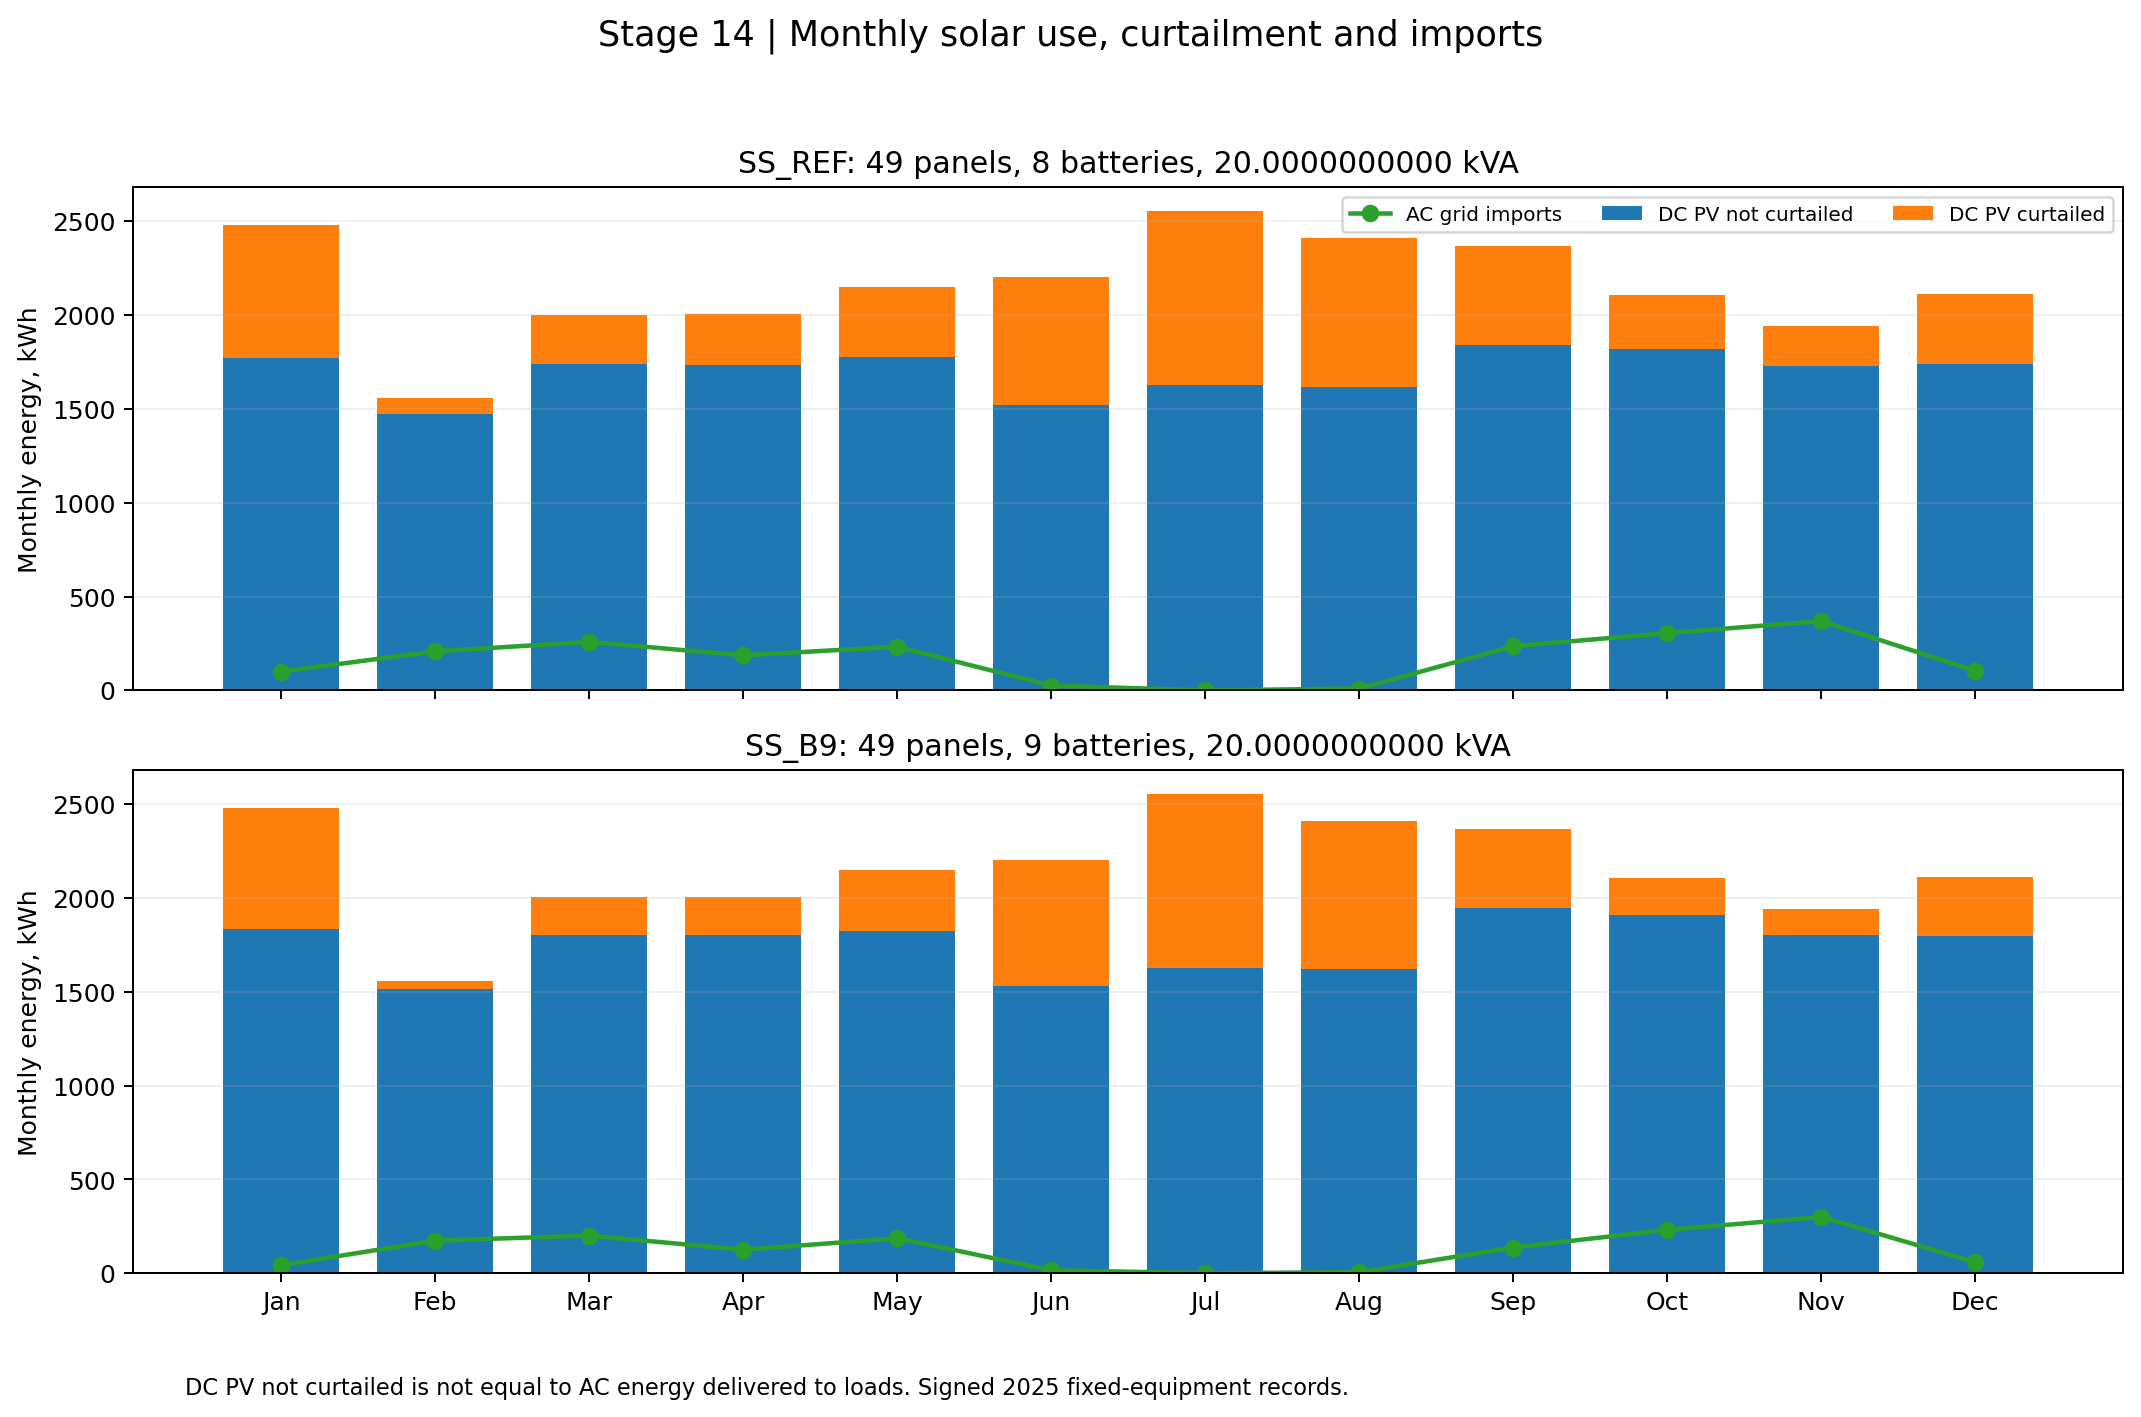 Stage 14 | Monthly solar use, curtailment and imports
SS_REF: 49 panels, 8 batteries, 20.0000000000 kVA
AC grid imports
DC PV not curtailed
DC PV curtailed
Monthly energy, kWh
2500
2000
1500
1000
500
0
SS_B9: 49 panels, 9 batteries, 20.0000000000 kVA
Monthly energy, kWh
2500
2000
1500
1000
500
0
Jan Feb Mar Apr May Jun Jul Aug Sep Oct Nov Dec
DC PV not curtailed is not equal to AC energy delivered to loads. Signed 2025 fixed-equipment records.